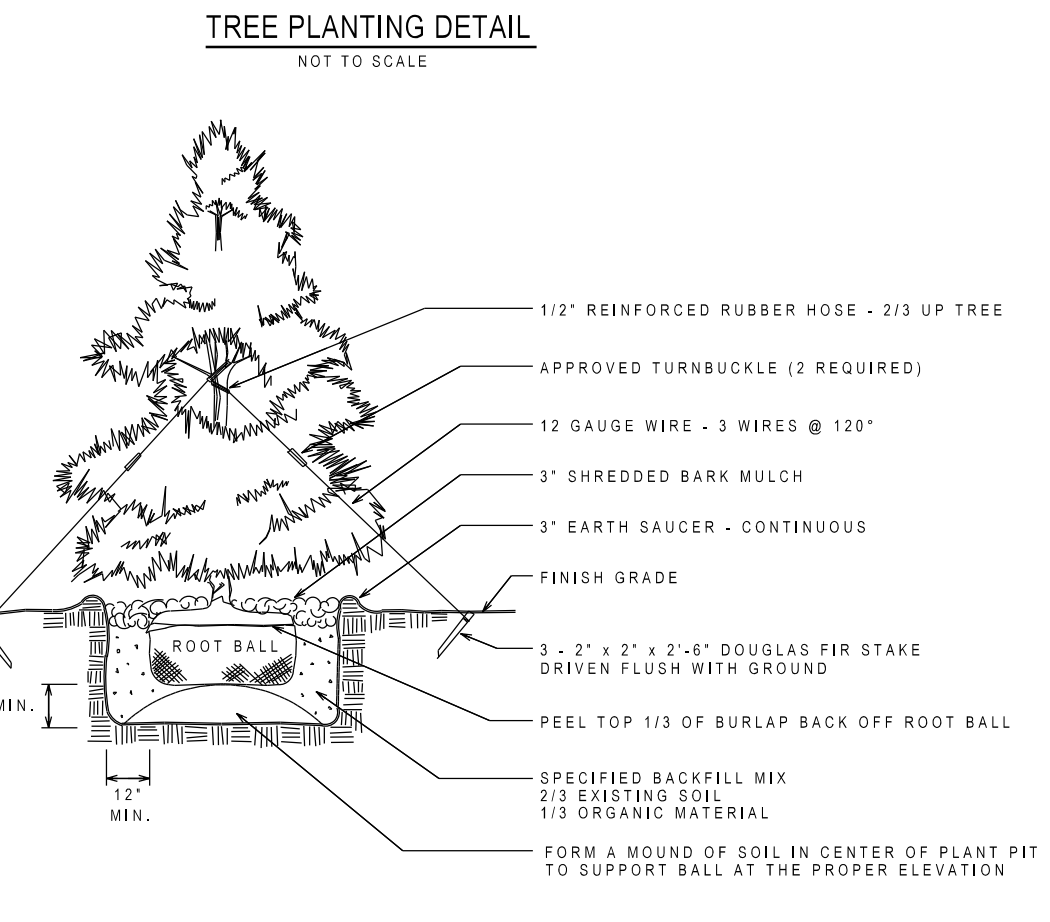 TREE PLANTING DETAIL
NOT TO SCALE
1/2" REINFORCED RUBBER HOSE - 2/3 UP TREE
APPROVED TURNBUCKLE (2 REQUIRED)
12 GAUGE WIRE - 3 WIRES @ 120°
3" SHREDDED BARK MULCH
3" EARTH SAUCER - CONTINUOUS
FINISH GRADE
ROOT BALL
3 - 2" x 2" x 2'-6" DOUGLAS FIR STAKE
DRIVEN FLUSH WITH GROUND
MIN.
PEEL TOP 1/3 OF BURLAP BACK OFF ROOT BALL
12"
MIN.
SPECIFIED BACKFILL MIX
2/3 EXISTING SOIL
1/3 ORGANIC MATERIAL
FORM A MOUND OF SOIL IN CENTER OF PLANT PIT
TO SUPPORT BALL AT THE PROPER ELEVATION